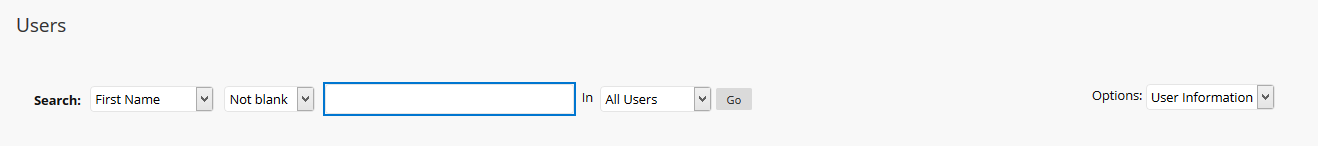 Users
Search: First Name Not blank In All Users Go Options: User Information